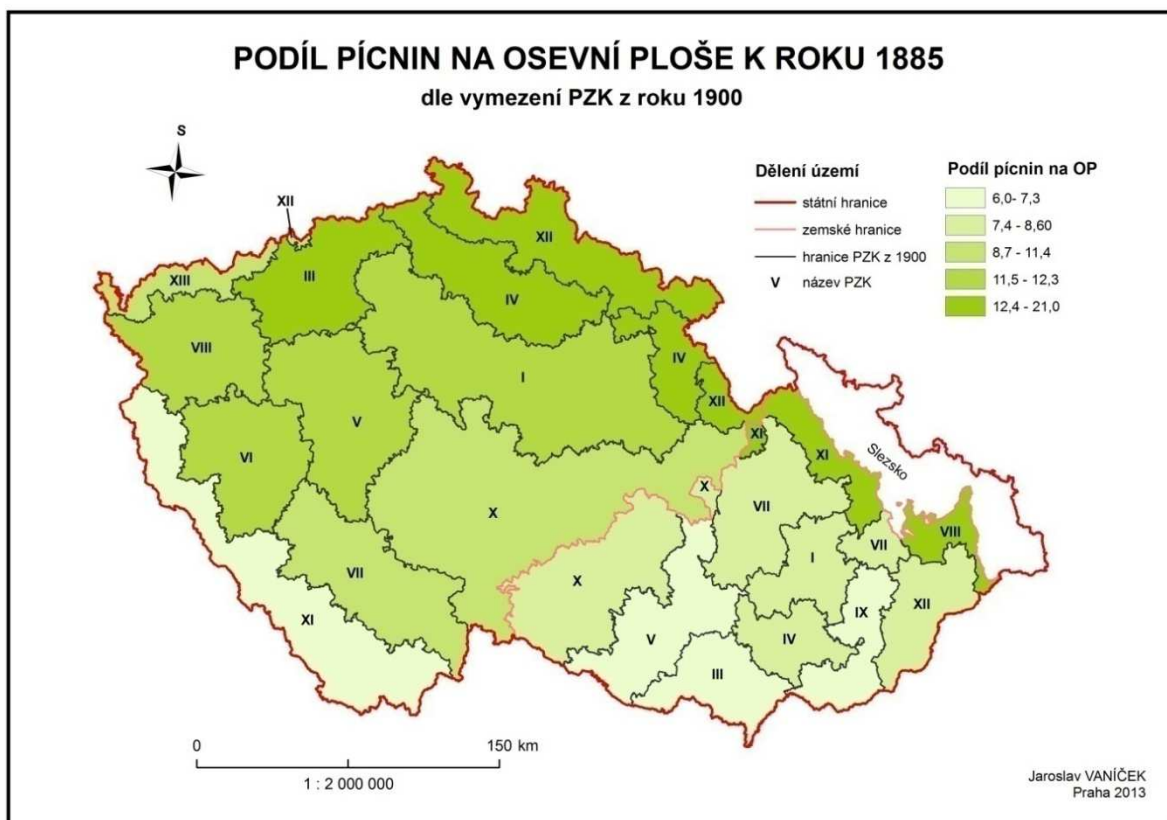 PODÍL PÍCNIN NA OSEVNÍ PLOŠE K ROKU 1885
dle vymezení PZK z roku 1900
S
Dělení území
státní hranice
zemské hranice
hranice PZK z 1900
V název PZK
Podíl pícnin na OP
6,0- 7,3
7,4 - 8,60
8,7 - 11,4
11,5 - 12,3
12,4 - 21,0
XII
XIII
III
XII
IV
VIII
I
IV
XII
V
VI
XI
XI
Slezsko
X
X
VII
VII
VIII
VII
I
X
IX
XII
XI
V
IV
III
0 150 km
1 : 2 000 000
Jaroslav VANÍČEK
Praha 2013